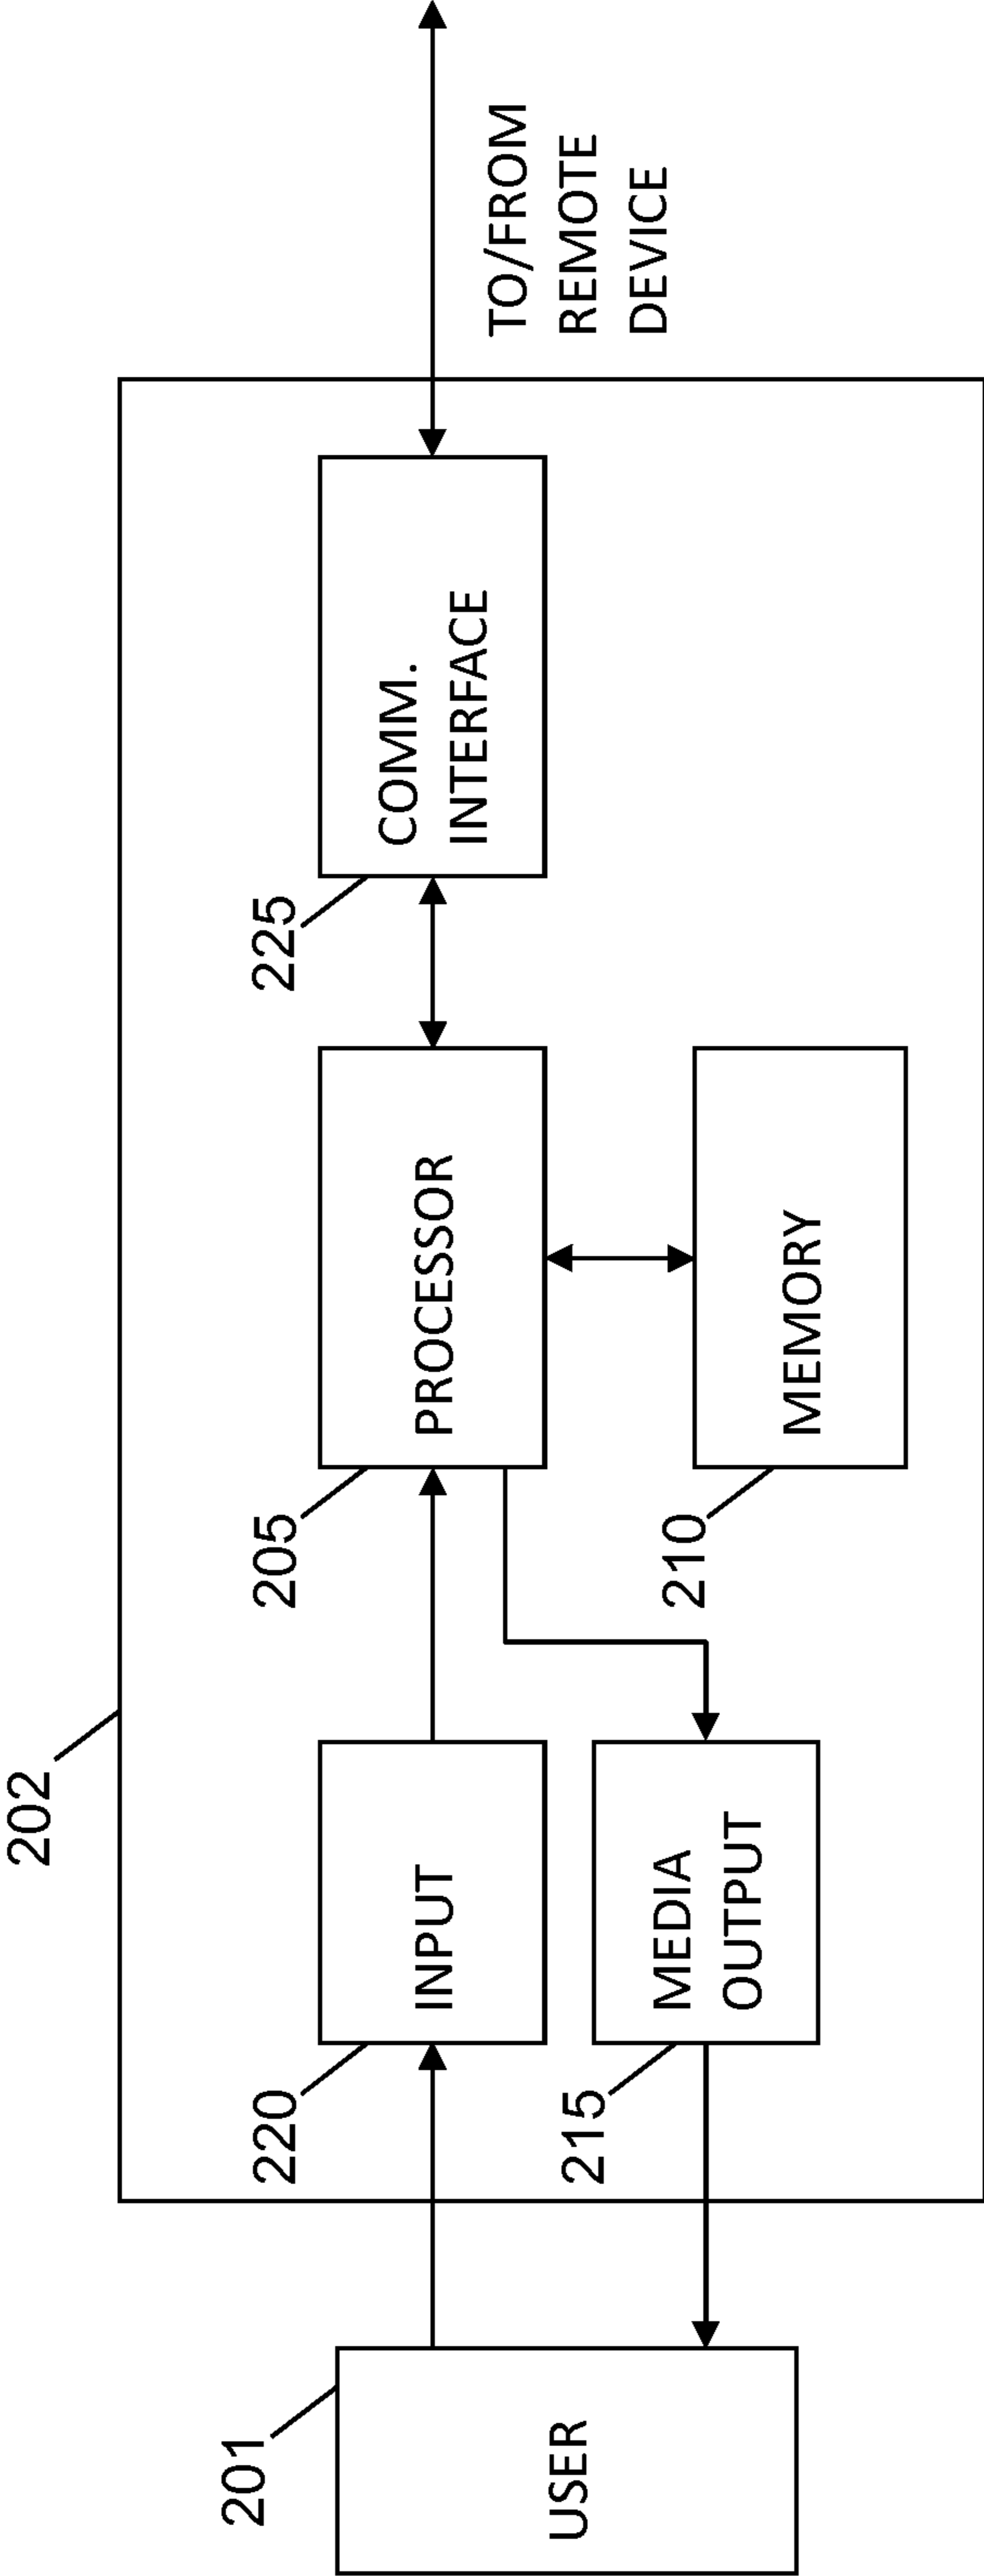 202
201
USER
220
INPUT
215
MEDIA
OUTPUT
205
PROCESSOR
210
MEMORY
225
COMM.
INTERFACE
TO/FROM
REMOTE
DEVICE